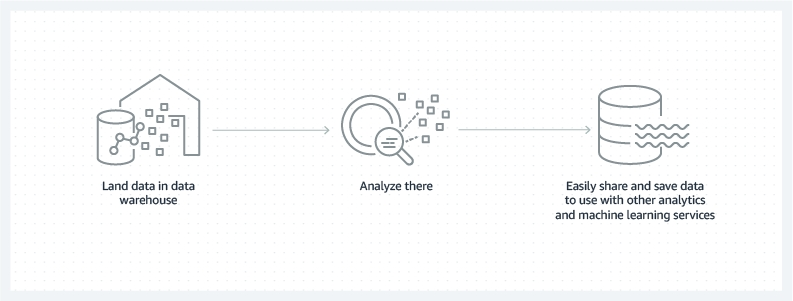 Land data in data
warehouse
Analyze there
Easily share and save data
to use with other analytics
and machine learning services